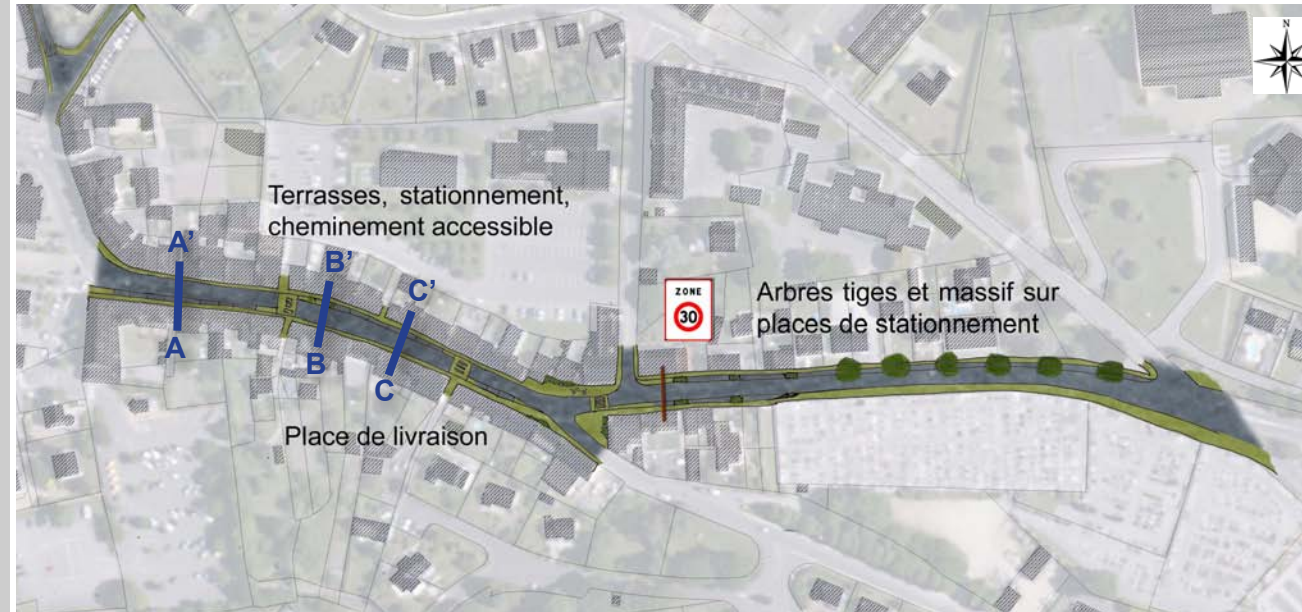 N
Terrasses, stationnement,
cheminement accessible
A’
B’
C’
ZONE
30
Arbres tiges et massif sur
places de stationnement
A
B
C
Place de livraison